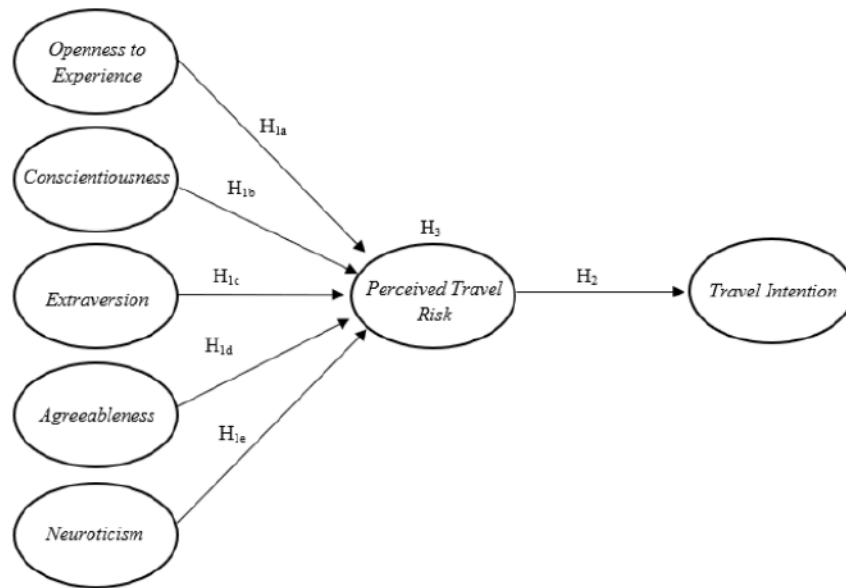 Openness to
Experience
H1a
Conscientiousness
H1b
H3
Extraversion
H1c
Perceived Travel
Risk
H2
Travel Intention
H1d
Agreeableness
H1e
Neuroticism